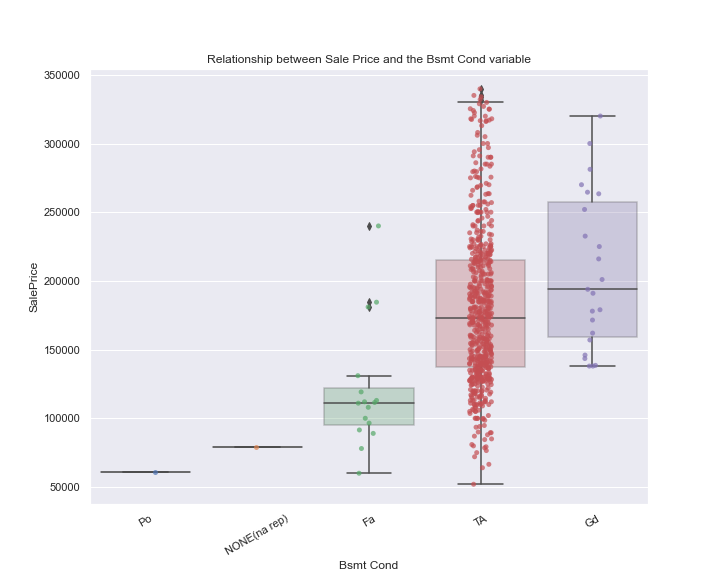 Relationship between Sale Price and the Bsmt Cond variable
350000
300000
250000
200000
150000
100000
50000
SalePrice
Po
NONE(na rep)
Fa
TA
Gd
Bsmt Cond